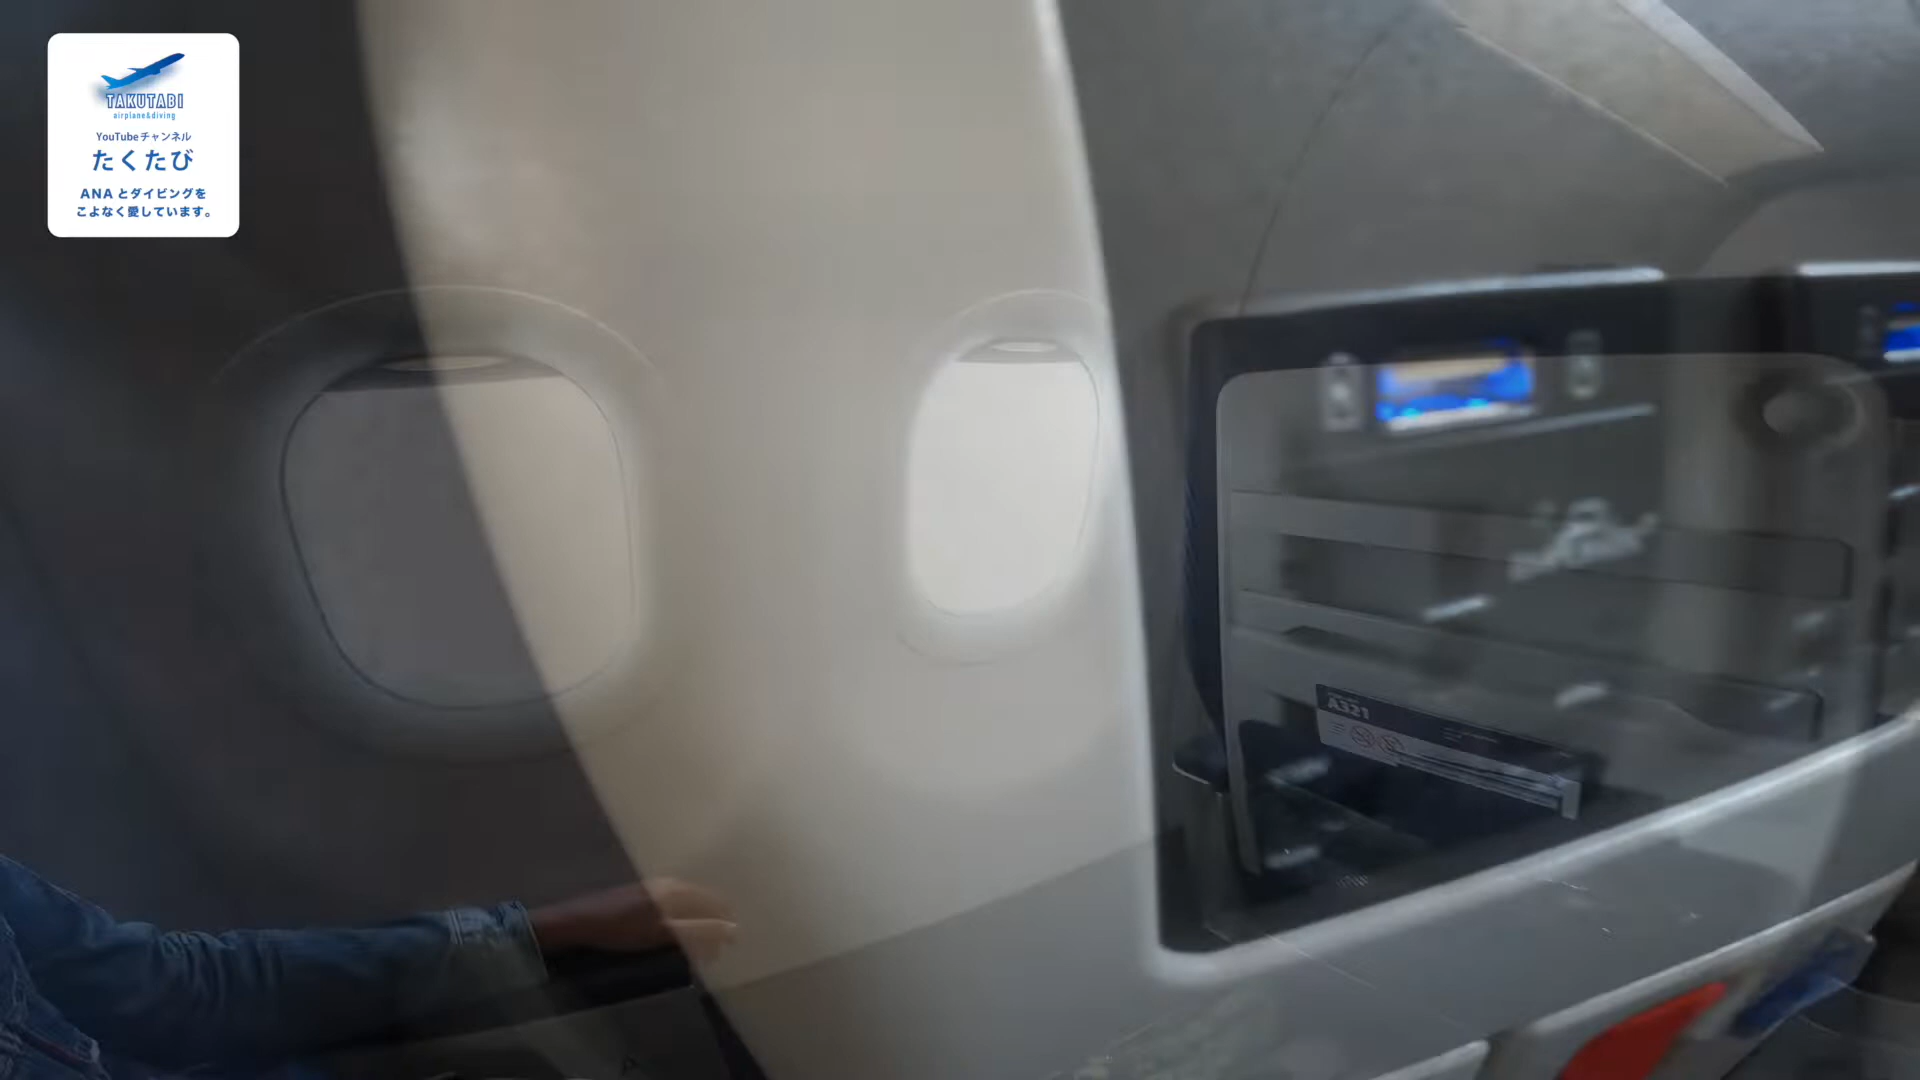 TAKUTABI
airplane&diving
YouTubeチャンネル
たくたび
ANAとダイビングを
こよなく愛しています。
A321